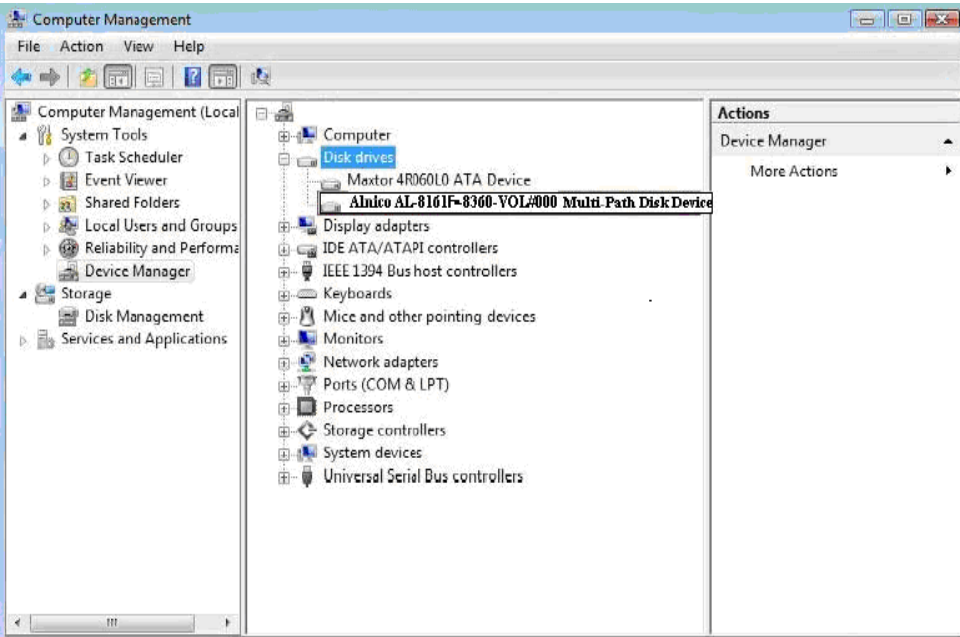 Computer Management
File Action View Help
Computer Management (Local
System Tools
Task Scheduler
Event Viewer
Shared Folders
Local Users and Groups
Reliability and Performa
Device Manager
Storage
Disk Management
Services and Applications
Computer
Disk drives
Maxtor 4R060L0 ATA Device
Alnico AL-8161F-8360-VOL#000 Multi-Path Disk Device
Display adapters
IDE ATA/ATAPI controllers
IEEE 1394 Bus host controllers
Keyboards
Mice and other pointing devices
Monitors
Network adapters
Ports (COM & LPT)
Processors
Storage controllers
System devices
Universal Serial Bus controllers
Actions
Device Manager
More Actions